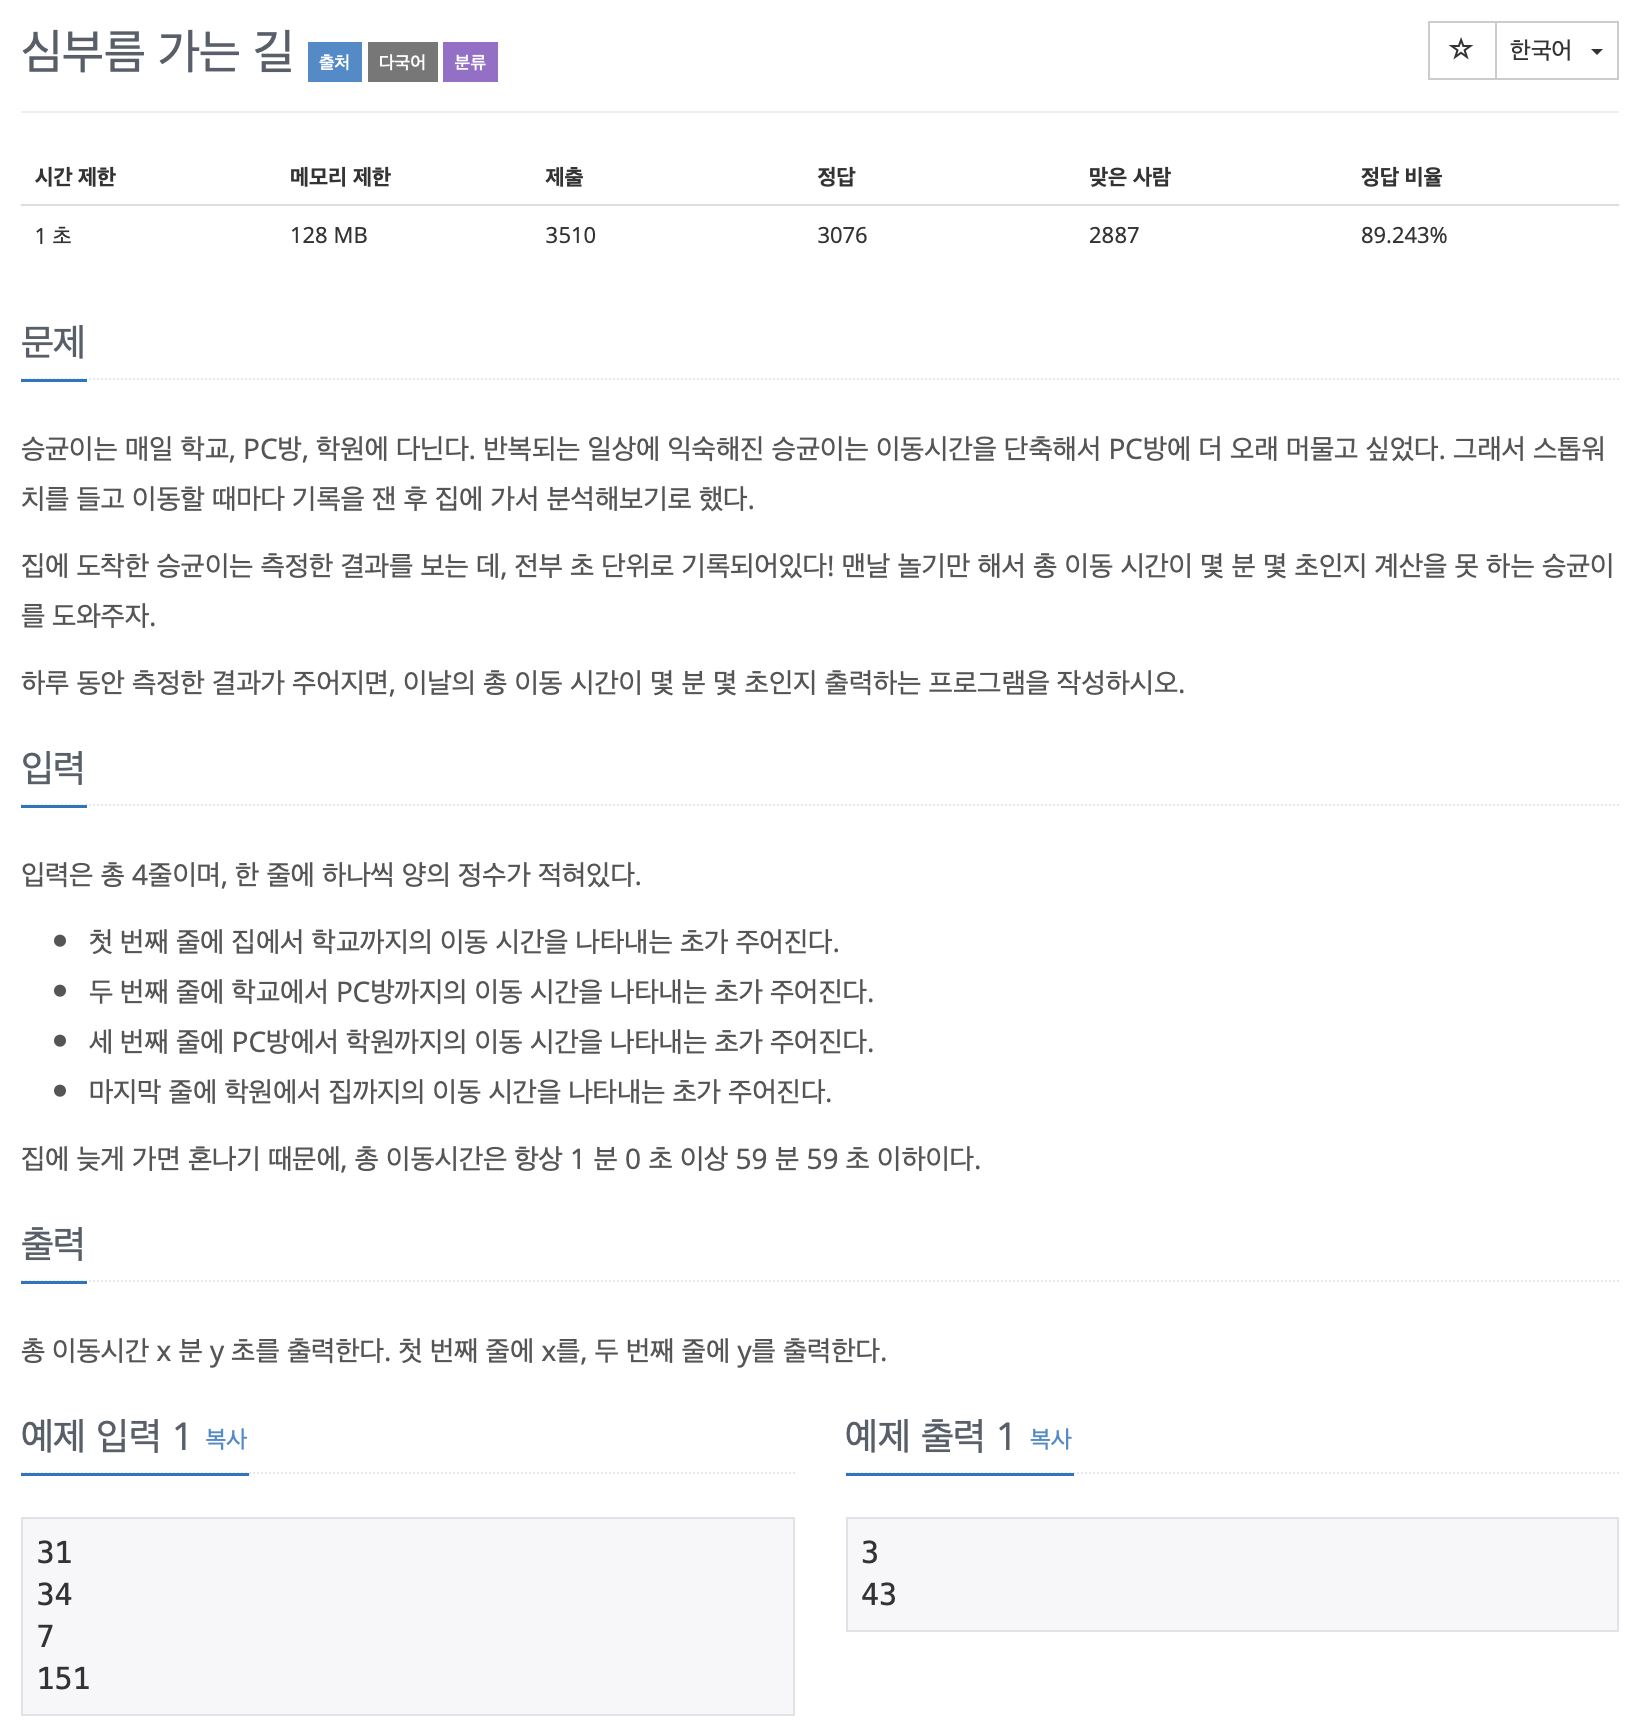 심부름 가는 길 출처 다국어 분류 ☆ 한국어
시간 제한 메모리 제한 제출 정답 맞은 사람 정답 비율
1 초 128 MB 3510 3076 2887 89.243%
문제
승균이는 매일 학교, PC방, 학원에 다닌다. 반복되는 일상에 익숙해진 승균이는 이동시간을 단축해서 PC방에 더 오래 머물고 싶었다. 그래서 스톱워
치를 들고 이동할 때마다 기록을 잰 후 집에 가서 분석해보기로 했다.
집에 도착한 승균이는 측정한 결과를 보는 데, 전부 초 단위로 기록되어있다! 맨날 놀기만 해서 총 이동 시간이 몇 분 몇 초인지 계산을 못 하는 승균이
를 도와주자.
하루 동안 측정한 결과가 주어지면, 이날의 총 이동 시간이 몇 분 몇 초인지 출력하는 프로그램을 작성하시오.
입력
입력은 총 4줄이며, 한 줄에 하나씩 양의 정수가 적혀있다.
● 첫 번째 줄에 집에서 학교까지의 이동 시간을 나타내는 초가 주어진다.
● 두 번째 줄에 학교에서 PC방까지의 이동 시간을 나타내는 초가 주어진다.
● 세 번째 줄에 PC방에서 학원까지의 이동 시간을 나타내는 초가 주어진다.
● 마지막 줄에 학원에서 집까지의 이동 시간을 나타내는 초가 주어진다.
집에 늦게 가면 혼나기 때문에, 총 이동시간은 항상 1 분 0 초 이상 59 분 59 초 이하이다.
출력
총 이동시간 x 분 y 초를 출력한다. 첫 번째 줄에 x를, 두 번째 줄에 y를 출력한다.
예제 입력 1 복사
31
34
7
151
예제 출력 1 복사
3
43